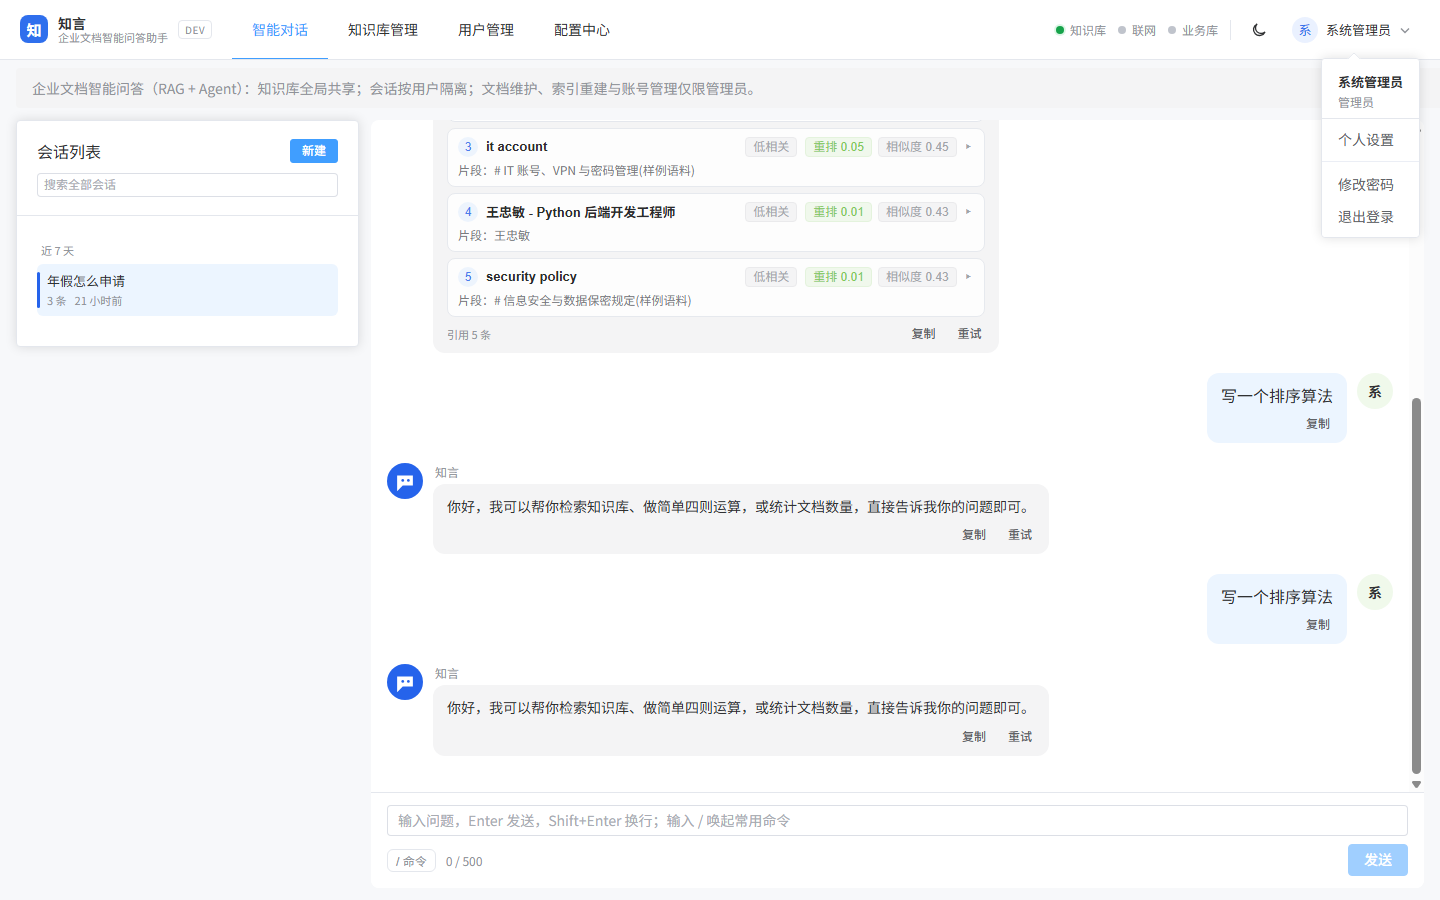 知
知言
企业文档智能问答助手
DEV
智能对话
知识库管理
用户管理
配置中心
知识库
联网
业务库
系
系统管理员
企业文档智能问答（RAG + Agent）：知识库全局共享；会话按用户隔离；文档维护、索引重建与账号管理仅限管理员。
系统管理员
管理员
个人设置
修改密码
退出登录
会话列表
新建
搜索全部会话
近 7 天
年假怎么申请
3 条 21 小时前
3 it account 低相关 重排 0.05 相似度 0.45
片段：# IT 账号、VPN 与密码管理(样例语料)
4 王忠敏 - Python 后端开发工程师 低相关 重排 0.01 相似度 0.43
片段：王忠敏
5 security policy 低相关 重排 0.01 相似度 0.43
片段：# 信息安全与数据保密规定(样例语料)
引用 5 条 复制 重试
写一个排序算法
系
复制
知言
你好，我可以帮你检索知识库、做简单四则运算，或统计文档数量，直接告诉我你的问题即可。
复制 重试
写一个排序算法
系
复制
知言
你好，我可以帮你检索知识库、做简单四则运算，或统计文档数量，直接告诉我你的问题即可。
复制 重试
输入问题，Enter 发送，Shift+Enter 换行；输入 / 唤起常用命令
/ 命令
0 / 500
发送